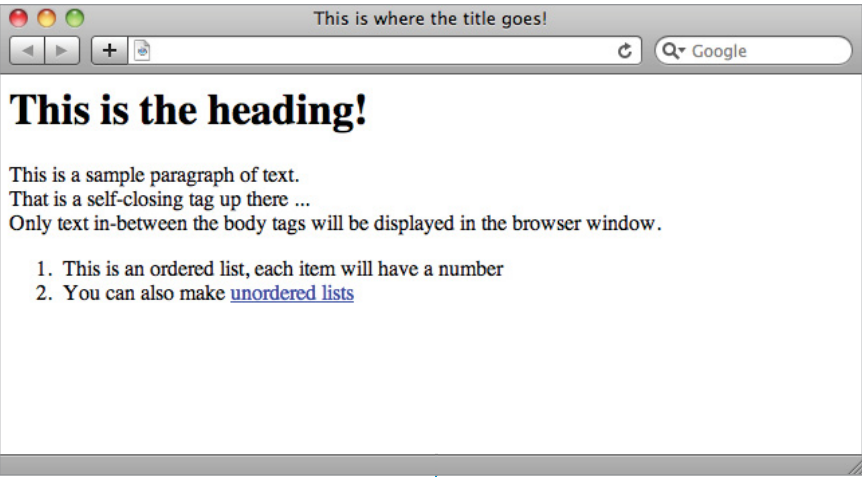 This is where the title goes!
Google
This is the heading!
This is a sample paragraph of text.
That is a self-closing tag up there ...
Only text in-between the body tags will be displayed in the browser window.
1. This is an ordered list, each item will have a number
2. You can also make unordered lists